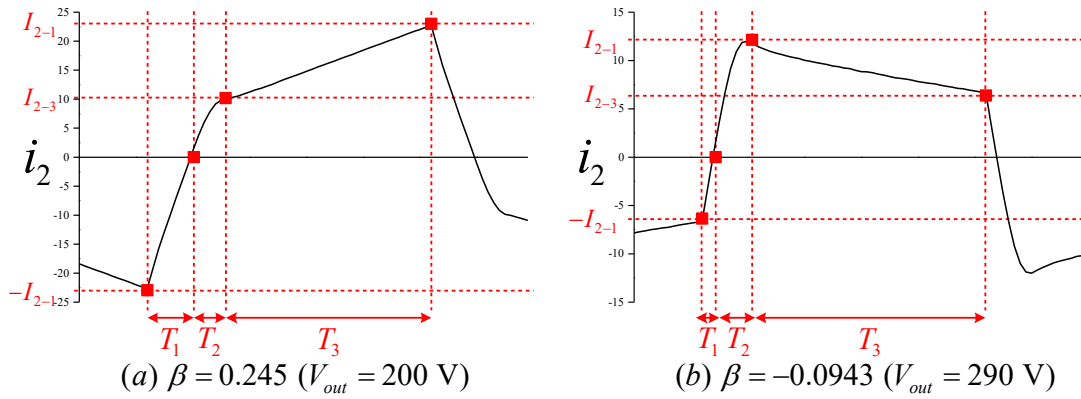 I₂₋₁
I₂₋₃
−I₂₋₁
i₂
25
20
15
10
5
0
-5
-10
-15
-20
-25
T₁ T₂ T₃
(a) β = 0.245 (V_out = 200 V)
I₂₋₁
I₂₋₃
−I₂₋₁
i₂
15
10
5
0
-5
-10
-15
T₁ T₂ T₃
(b) β = −0.0943 (V_out = 290 V)